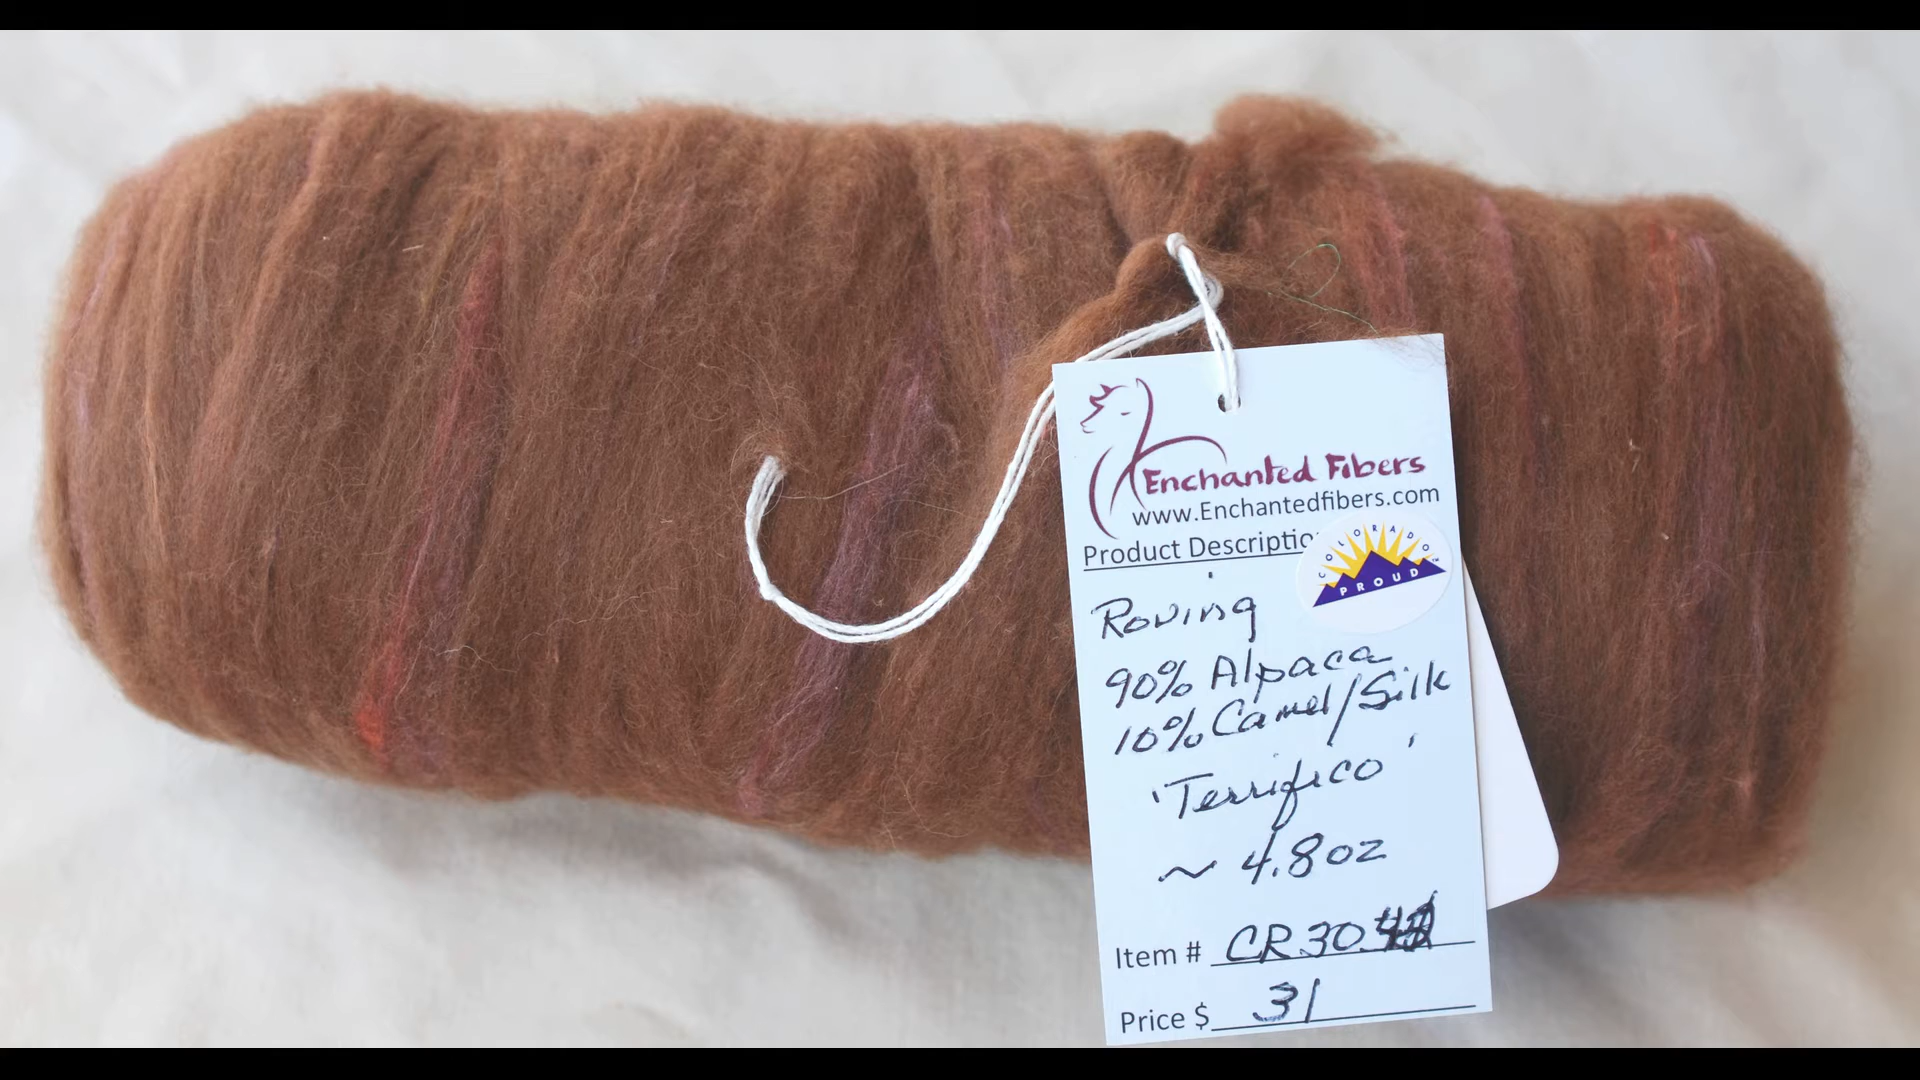 Enchanted Fibers
www.Enchantedfibers.com
Product Descriptio
COLORADO
PROUD
Roving
90% Alpaca
10% Camel/Silk
'Terrifico'
~ 4.8oz
Item # CR30.
Price $ 31